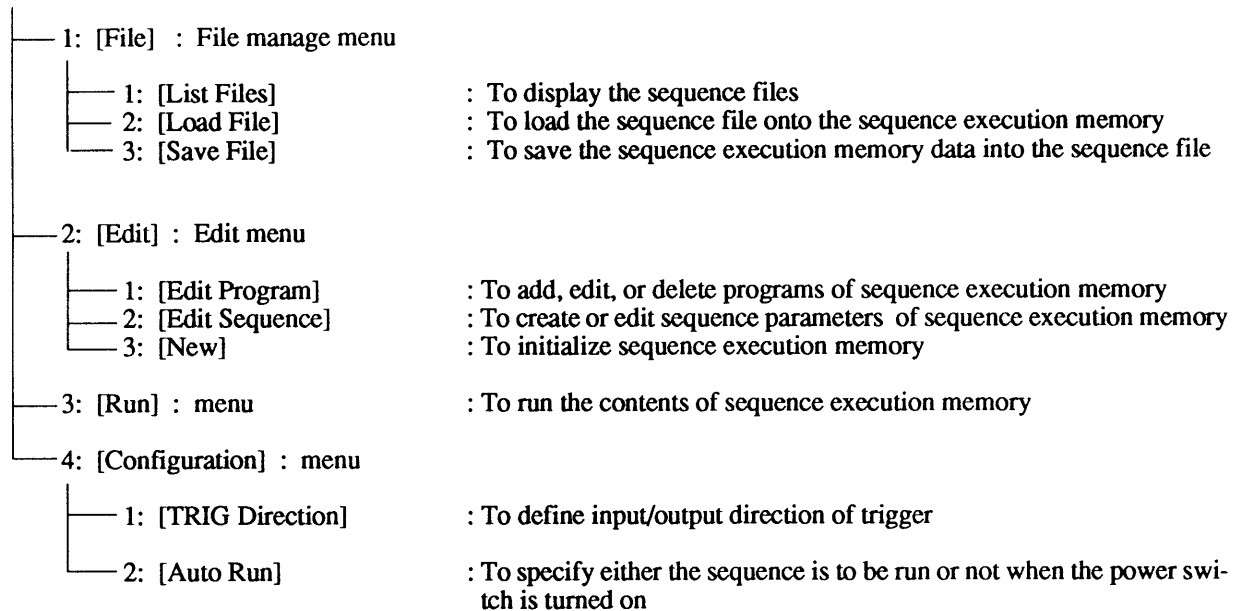 1: [File] : File manage menu
1: [List Files] : To display the sequence files
2: [Load File] : To load the sequence file onto the sequence execution memory
3: [Save File] : To save the sequence execution memory data into the sequence file
2: [Edit] : Edit menu
1: [Edit Program] : To add, edit, or delete programs of sequence execution memory
2: [Edit Sequence] : To create or edit sequence parameters of sequence execution memory
3: [New] : To initialize sequence execution memory
3: [Run] : menu : To run the contents of sequence execution memory
4: [Configuration] : menu
1: [TRIG Direction] : To define input/output direction of trigger
2: [Auto Run] : To specify either the sequence is to be run or not when the power swi-
tch is turned on